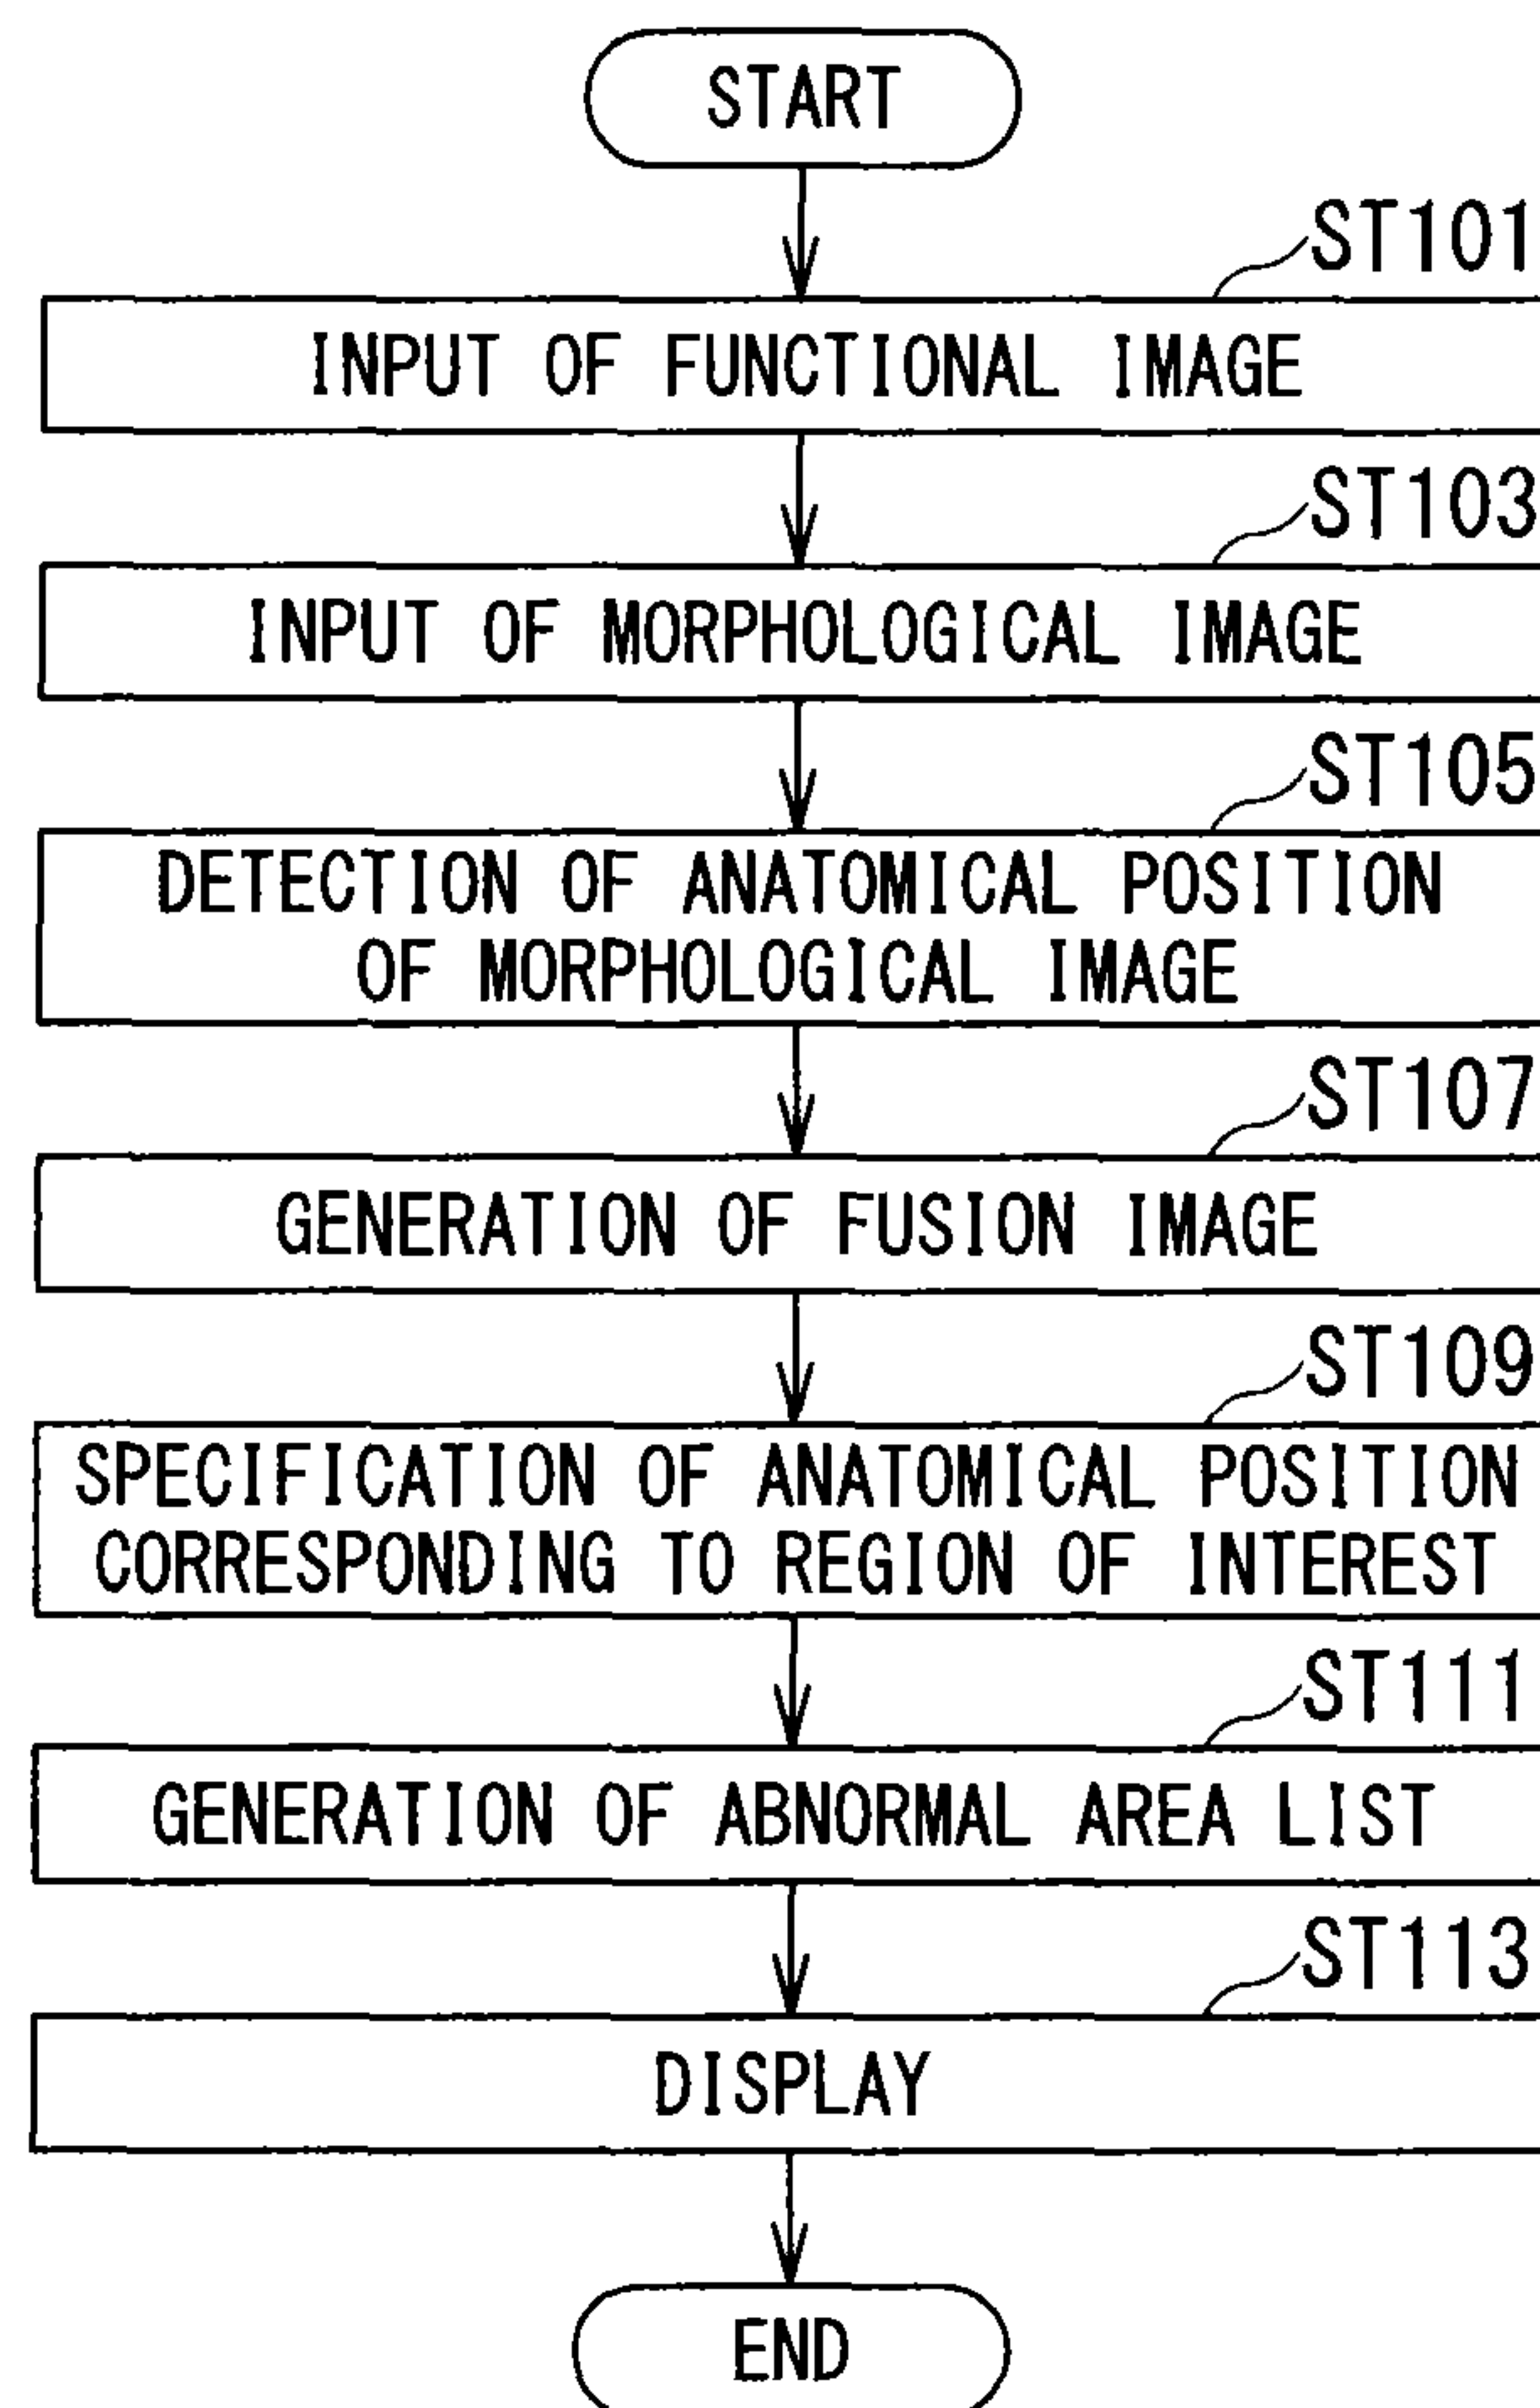 START
ST101
INPUT OF FUNCTIONAL IMAGE
ST103
INPUT OF MORPHOLOGICAL IMAGE
ST105
DETECTION OF ANATOMICAL POSITION
OF MORPHOLOGICAL IMAGE
ST107
GENERATION OF FUSION IMAGE
ST109
SPECIFICATION OF ANATOMICAL POSITION
CORRESPONDING TO REGION OF INTEREST
ST111
GENERATION OF ABNORMAL AREA LIST
ST113
DISPLAY
END